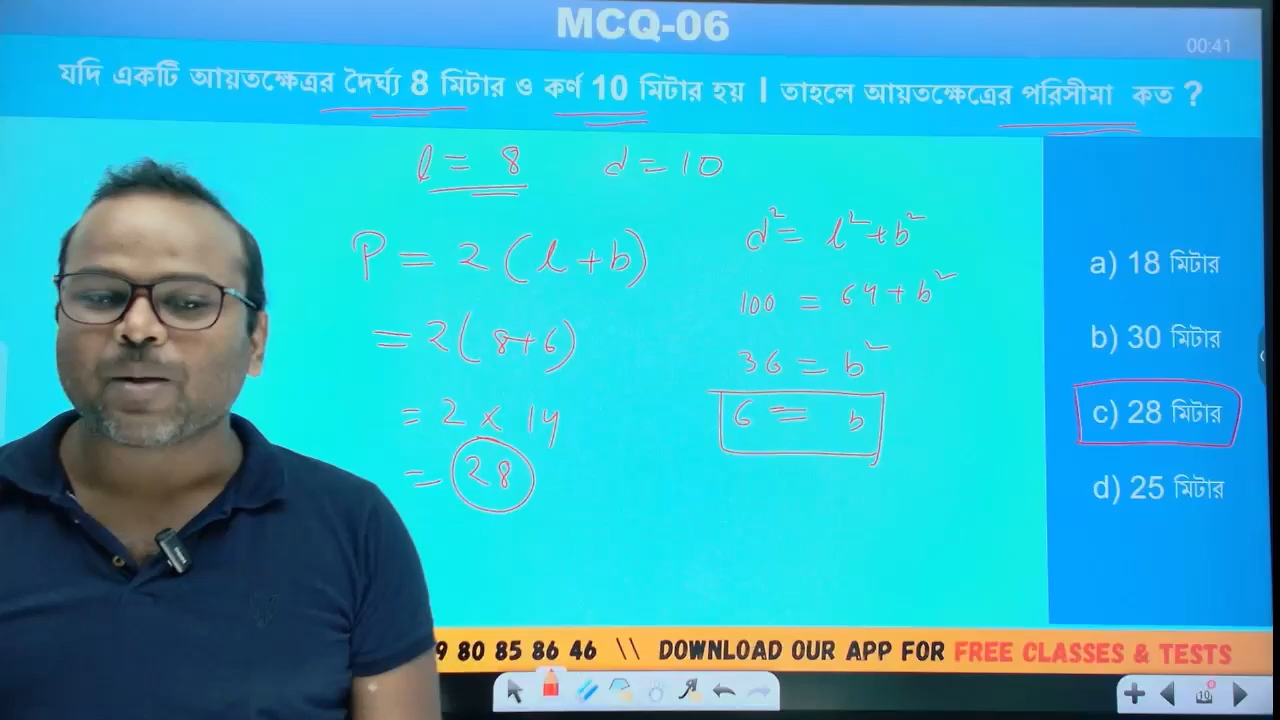 MCQ-06
00:41
যদি একটি আয়তক্ষেত্রর দৈর্ঘ্য 8 মিটার ও কর্ণ 10 মিটার হয় । তাহলে আয়তক্ষেত্রের পরিসীমা কত ?
l = 8 d = 10
P = 2 (l + b)
= 2 (8+6)
= 2 × 14
= 28
d² = l² + b²
100 = 64 + b²
36 = b²
6 = b
a) 18 মিটার
b) 30 মিটার
c) 28 মিটার
d) 25 মিটার
9 80 85 86 46 \\ DOWNLOAD OUR APP FOR FREE CLASSES & TESTS
10